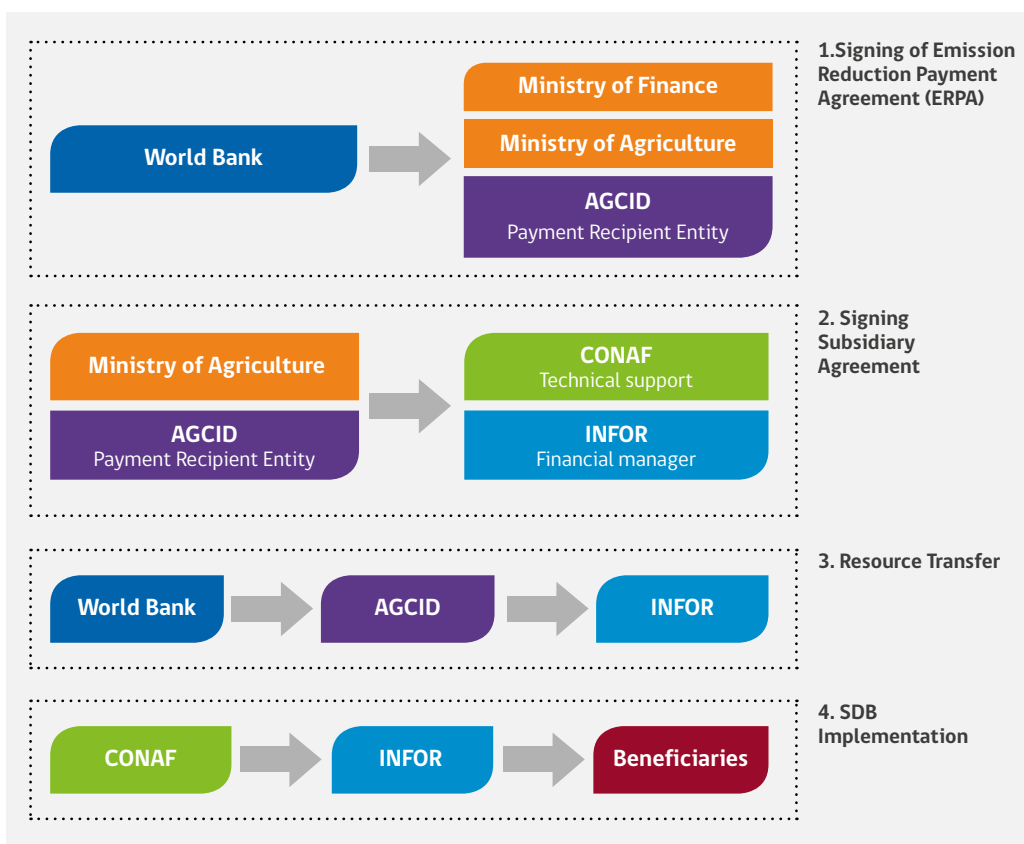 1.Signing of Emission
Reduction Payment
Agreement (ERPA)
World Bank
Ministry of Finance
Ministry of Agriculture
AGCID
Payment Recipient Entity
2. Signing
Subsidiary
Agreement
Ministry of Agriculture
AGCID
Payment Recipient Entity
CONAF
Technical support
INFOR
Financial manager
3. Resource Transfer
World Bank
AGCID
INFOR
4. SDB
Implementation
CONAF
INFOR
Beneficiaries